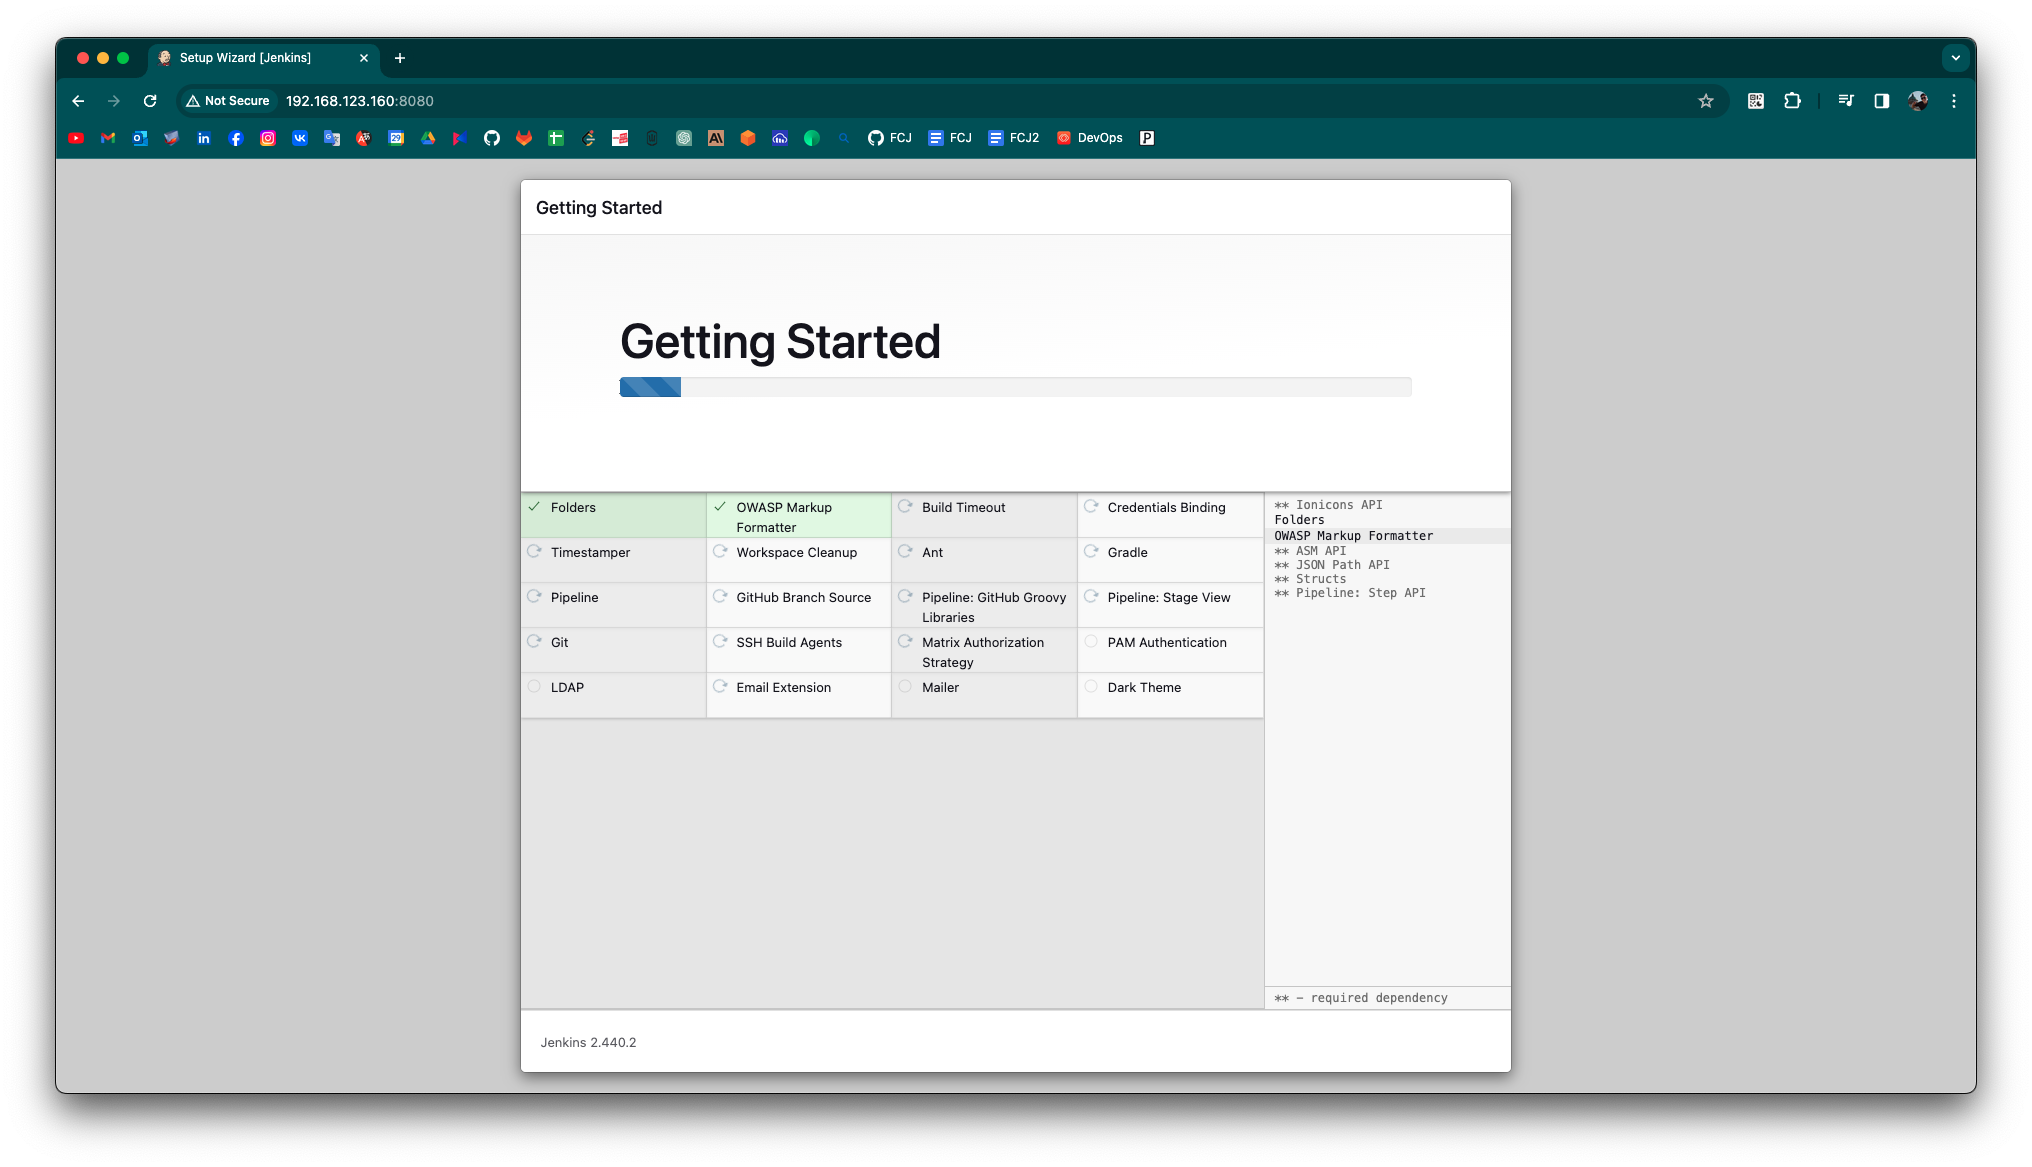 Setup Wizard [Jenkins]
Not Secure
192.168.123.160:8080
FCJ
FCJ
FCJ2
DevOps
Getting Started
Getting Started
Folders
OWASP Markup
Formatter
Build Timeout
Credentials Binding
Timestamper
Workspace Cleanup
Ant
Gradle
Pipeline
GitHub Branch Source
Pipeline: GitHub Groovy
Libraries
Pipeline: Stage View
Git
SSH Build Agents
Matrix Authorization
Strategy
PAM Authentication
LDAP
Email Extension
Mailer
Dark Theme
** Ionicons API
Folders
OWASP Markup Formatter
** ASM API
** JSON Path API
** Structs
** Pipeline: Step API
** - required dependency
Jenkins 2.440.2